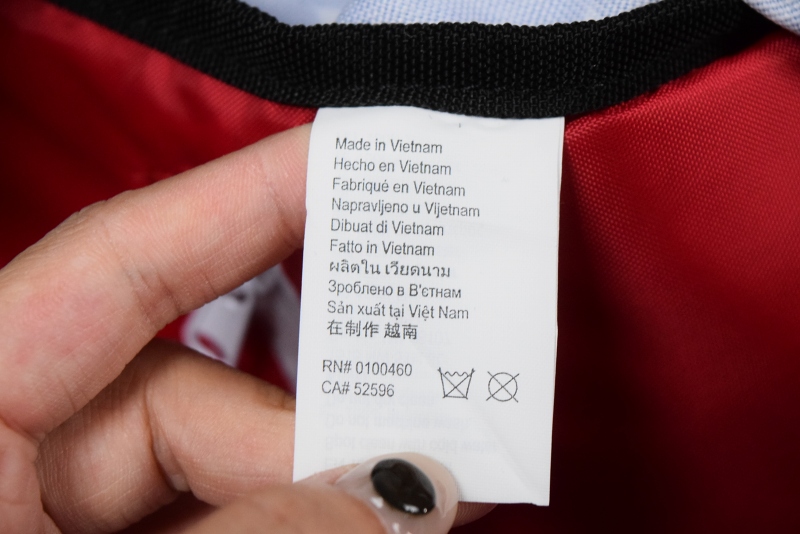 Made in Vietnam
Hecho en Vietnam
Fabriqué en Vietnam
Napravljeno u Vijetnam
Dibuat di Vietnam
Fatto in Vietnam
ผลิตใน เวียดนาม
Зроблено в В'єтнам
Sản xuất tại Việt Nam
在制作 越南
RN# 0100460
CA# 52596